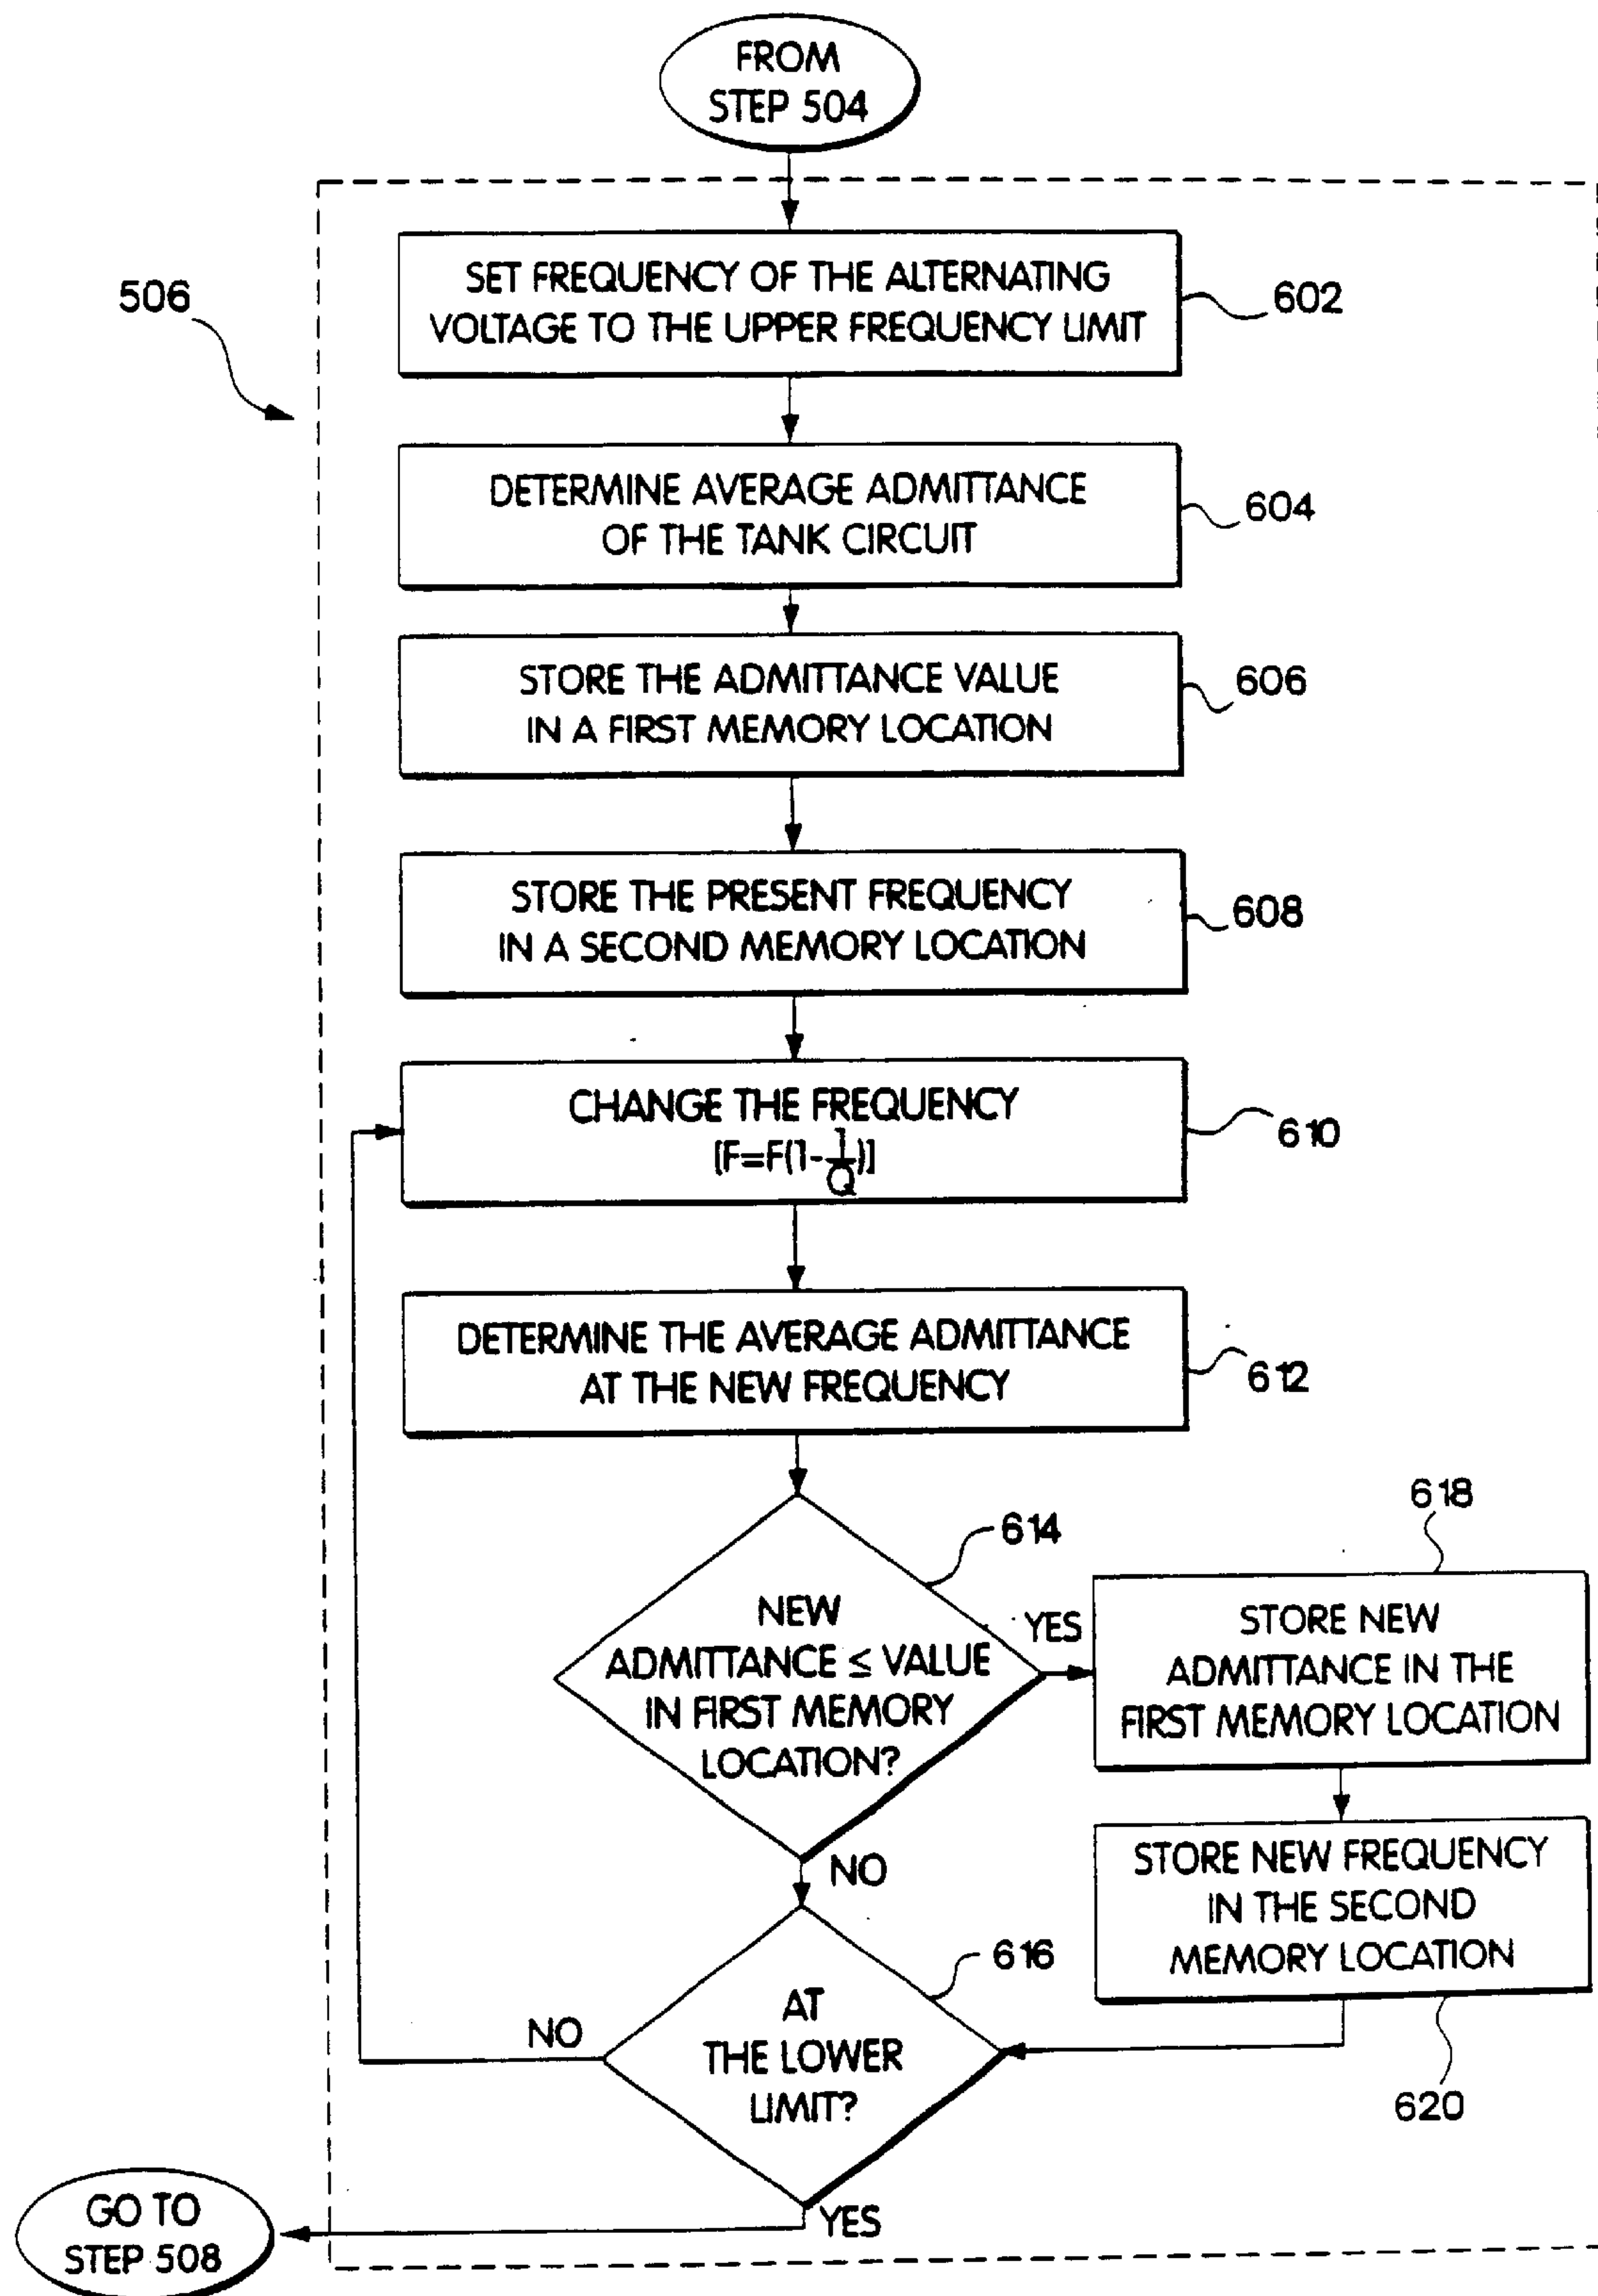 FROM
STEP 504
506
SET FREQUENCY OF THE ALTERNATING
VOLTAGE TO THE UPPER FREQUENCY LIMIT
602
DETERMINE AVERAGE ADMITTANCE
OF THE TANK CIRCUIT
604
STORE THE ADMITTANCE VALUE
IN A FIRST MEMORY LOCATION
606
STORE THE PRESENT FREQUENCY
IN A SECOND MEMORY LOCATION
608
CHANGE THE FREQUENCY
[F=F(1-1/Q)]
610
DETERMINE THE AVERAGE ADMITTANCE
AT THE NEW FREQUENCY
612
614
NEW
ADMITTANCE ≤ VALUE
IN FIRST MEMORY
LOCATION?
YES
NO
618
STORE NEW
ADMITTANCE IN THE
FIRST MEMORY LOCATION
STORE NEW FREQUENCY
IN THE SECOND
MEMORY LOCATION
620
616
AT
THE LOWER
LIMIT?
NO
YES
GO TO
STEP 508